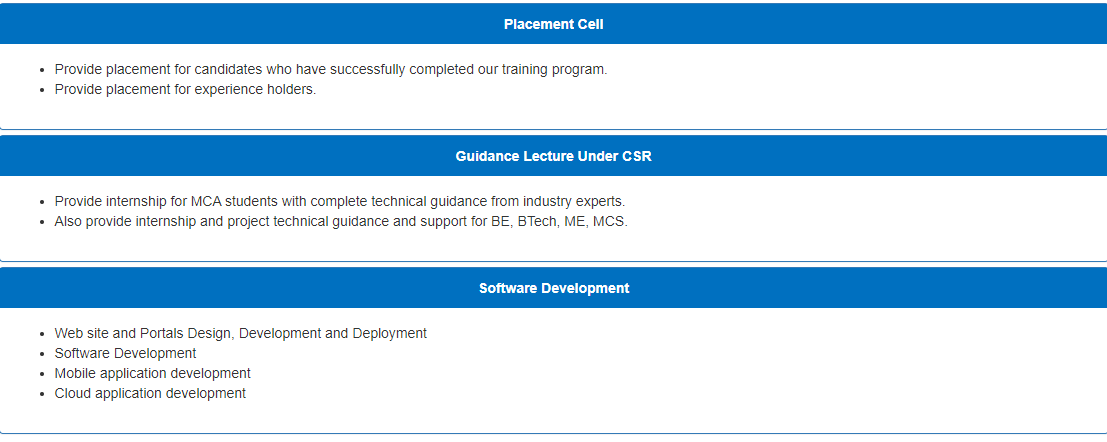 Placement Cell
• Provide placement for candidates who have successfully completed our training program.
• Provide placement for experience holders.
Guidance Lecture Under CSR
• Provide internship for MCA students with complete technical guidance from industry experts.
• Also provide internship and project technical guidance and support for BE, BTech, ME, MCS.
Software Development
• Web site and Portals Design, Development and Deployment
• Software Development
• Mobile application development
• Cloud application development